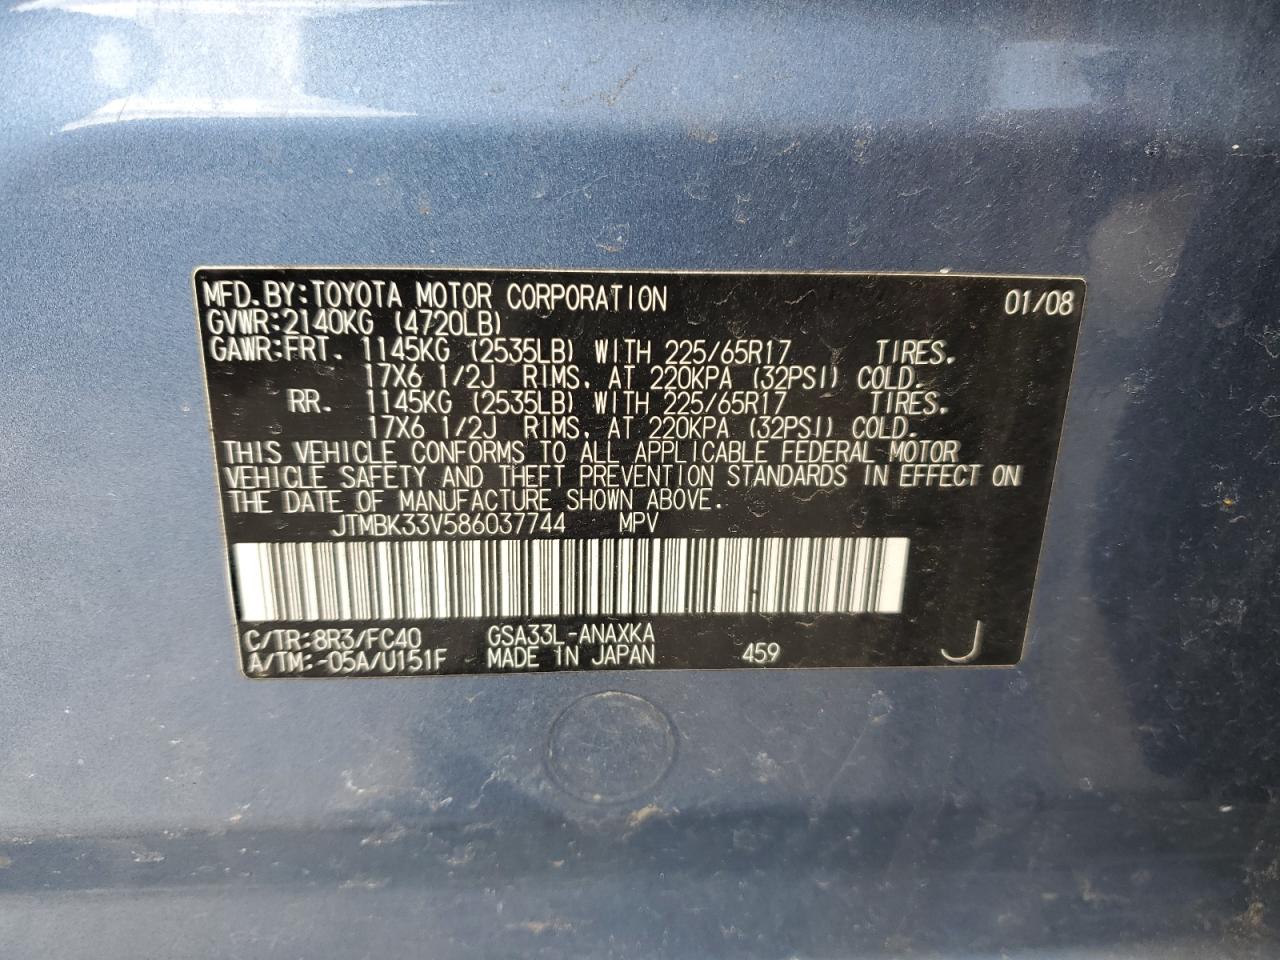 MFD.BY:TOYOTA MOTOR CORPORATION 01/08
GVWR:2140KG (4720LB)
GAWR:FRT. 1145KG (2535LB) WITH 225/65R17 TIRES.
17X6 1/2J RIMS. AT 220KPA (32PSI) COLD.
RR. 1145KG (2535LB) WITH 225/65R17 TIRES.
17X6 1/2J RIMS. AT 220KPA (32PSI) COLD.
THIS VEHICLE CONFORMS TO ALL APPLICABLE FEDERAL MOTOR
VEHICLE SAFETY AND THEFT PREVENTION STANDARDS IN EFFECT ON
THE DATE OF MANUFACTURE SHOWN ABOVE.
JTMBK33V586037744 MPV
C/TR:8R3/FC40 GSA33L-ANAXKA
A/TM:-05A/U151F MADE IN JAPAN 459 J